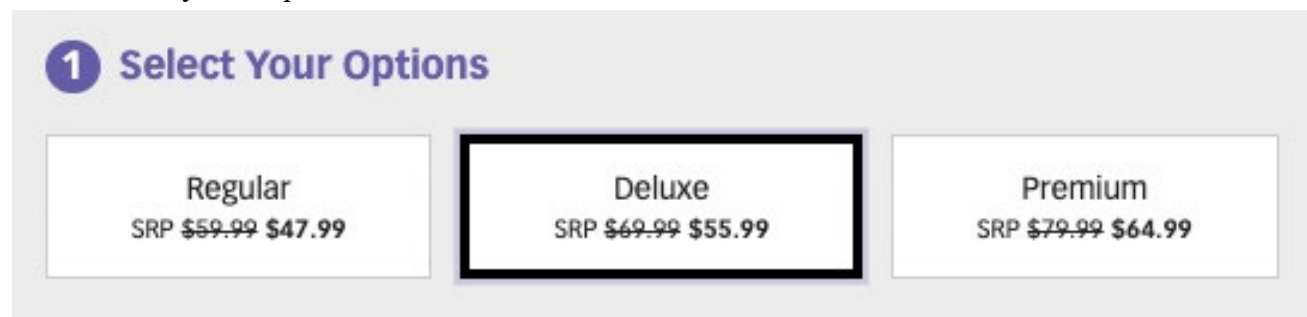 1 Select Your Options
Regular
SRP $59.99 $47.99
Deluxe
SRP $69.99 $55.99
Premium
SRP $79.99 $64.99